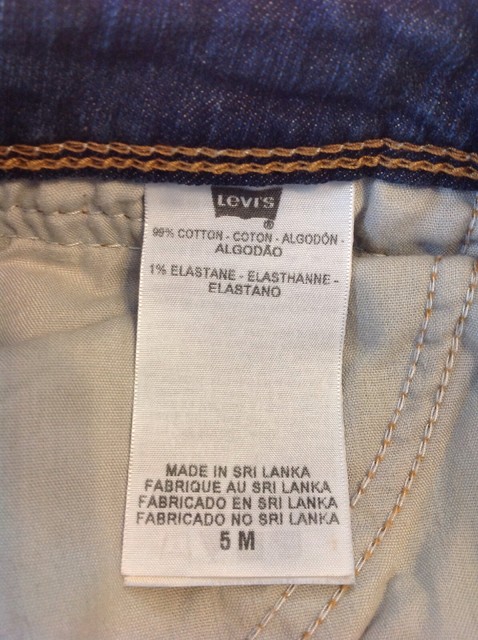 Levi's
®
99% COTTON - COTON - ALGODÓN -
ALGODÃO
1% ELASTANE - ELASTHANNE -
ELASTANO
MADE IN SRI LANKA
FABRIQUE AU SRI LANKA
FABRICADO EN SRI LANKA
FABRICADO NO SRI LANKA
5 M